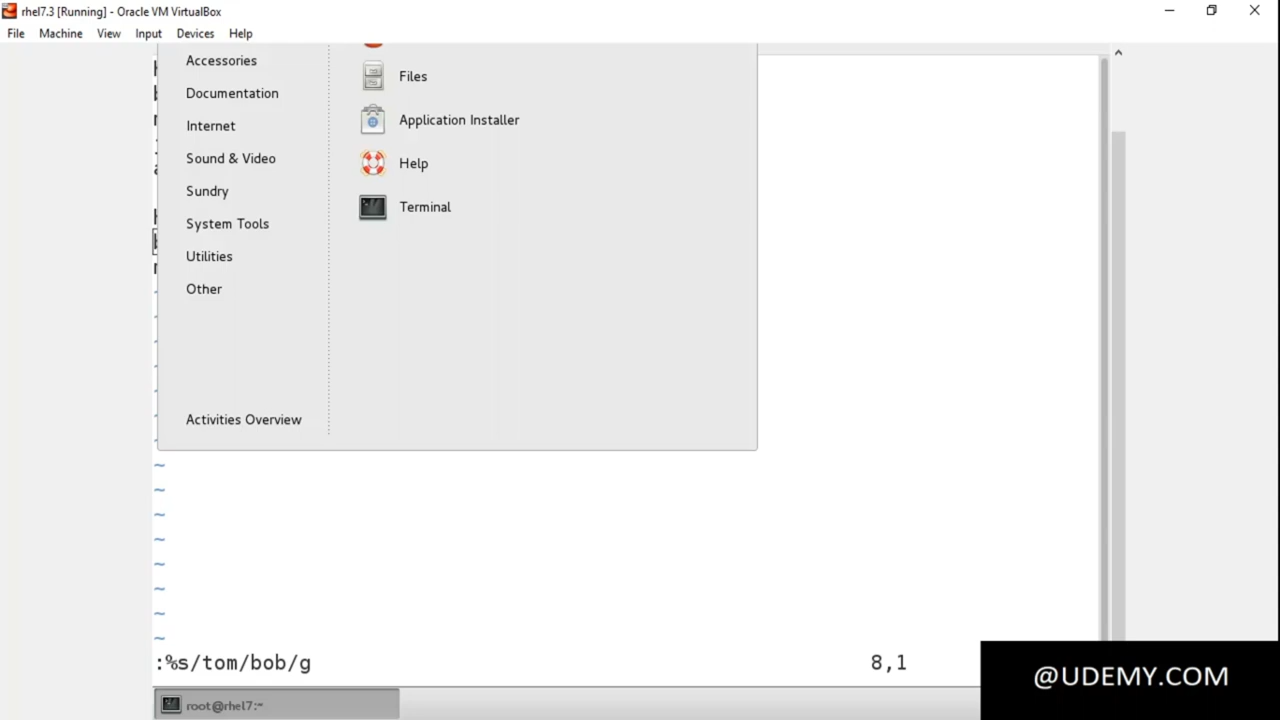 rhel7.3 [Running] - Oracle VM VirtualBox
File Machine View Input Devices Help
Accessories
Documentation
Internet
Sound & Video
Sundry
System Tools
Utilities
Other
Activities Overview
Files
Application Installer
Help
Terminal
~
~
~
~
~
~
~
~
:%s/tom/bob/g 8,1
root@rhel7:~
@UDEMY.COM